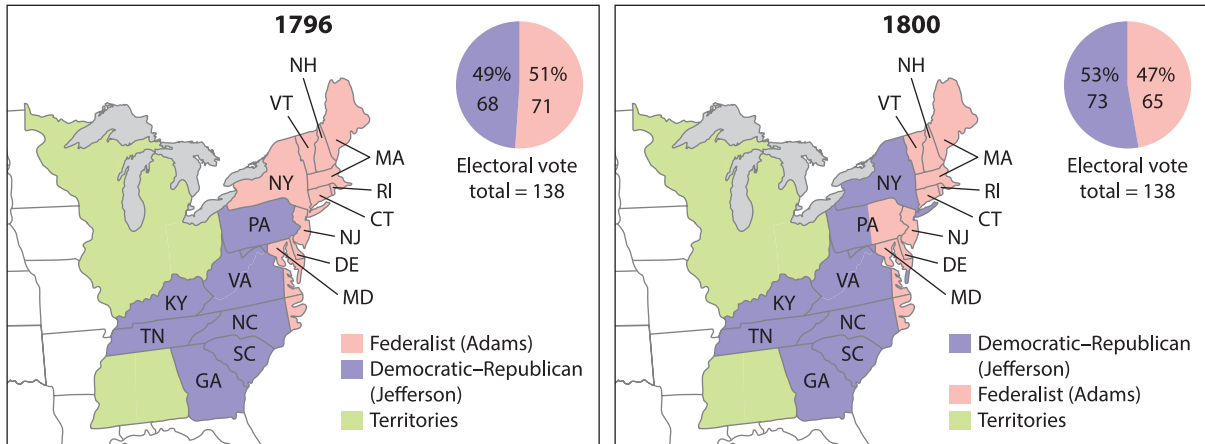 1796
49%
51%
68
71
Electoral vote
total = 138
NH
VT
MA
NY
RI
CT
PA
NJ
DE
VA
MD
KY
NC
TN
SC
GA
Federalist (Adams)
Democratic–Republican
(Jefferson)
Territories
1800
53%
47%
73
65
Electoral vote
total = 138
NH
VT
MA
NY
RI
CT
PA
NJ
DE
VA
MD
KY
NC
TN
SC
GA
Democratic–Republican
(Jefferson)
Federalist (Adams)
Territories